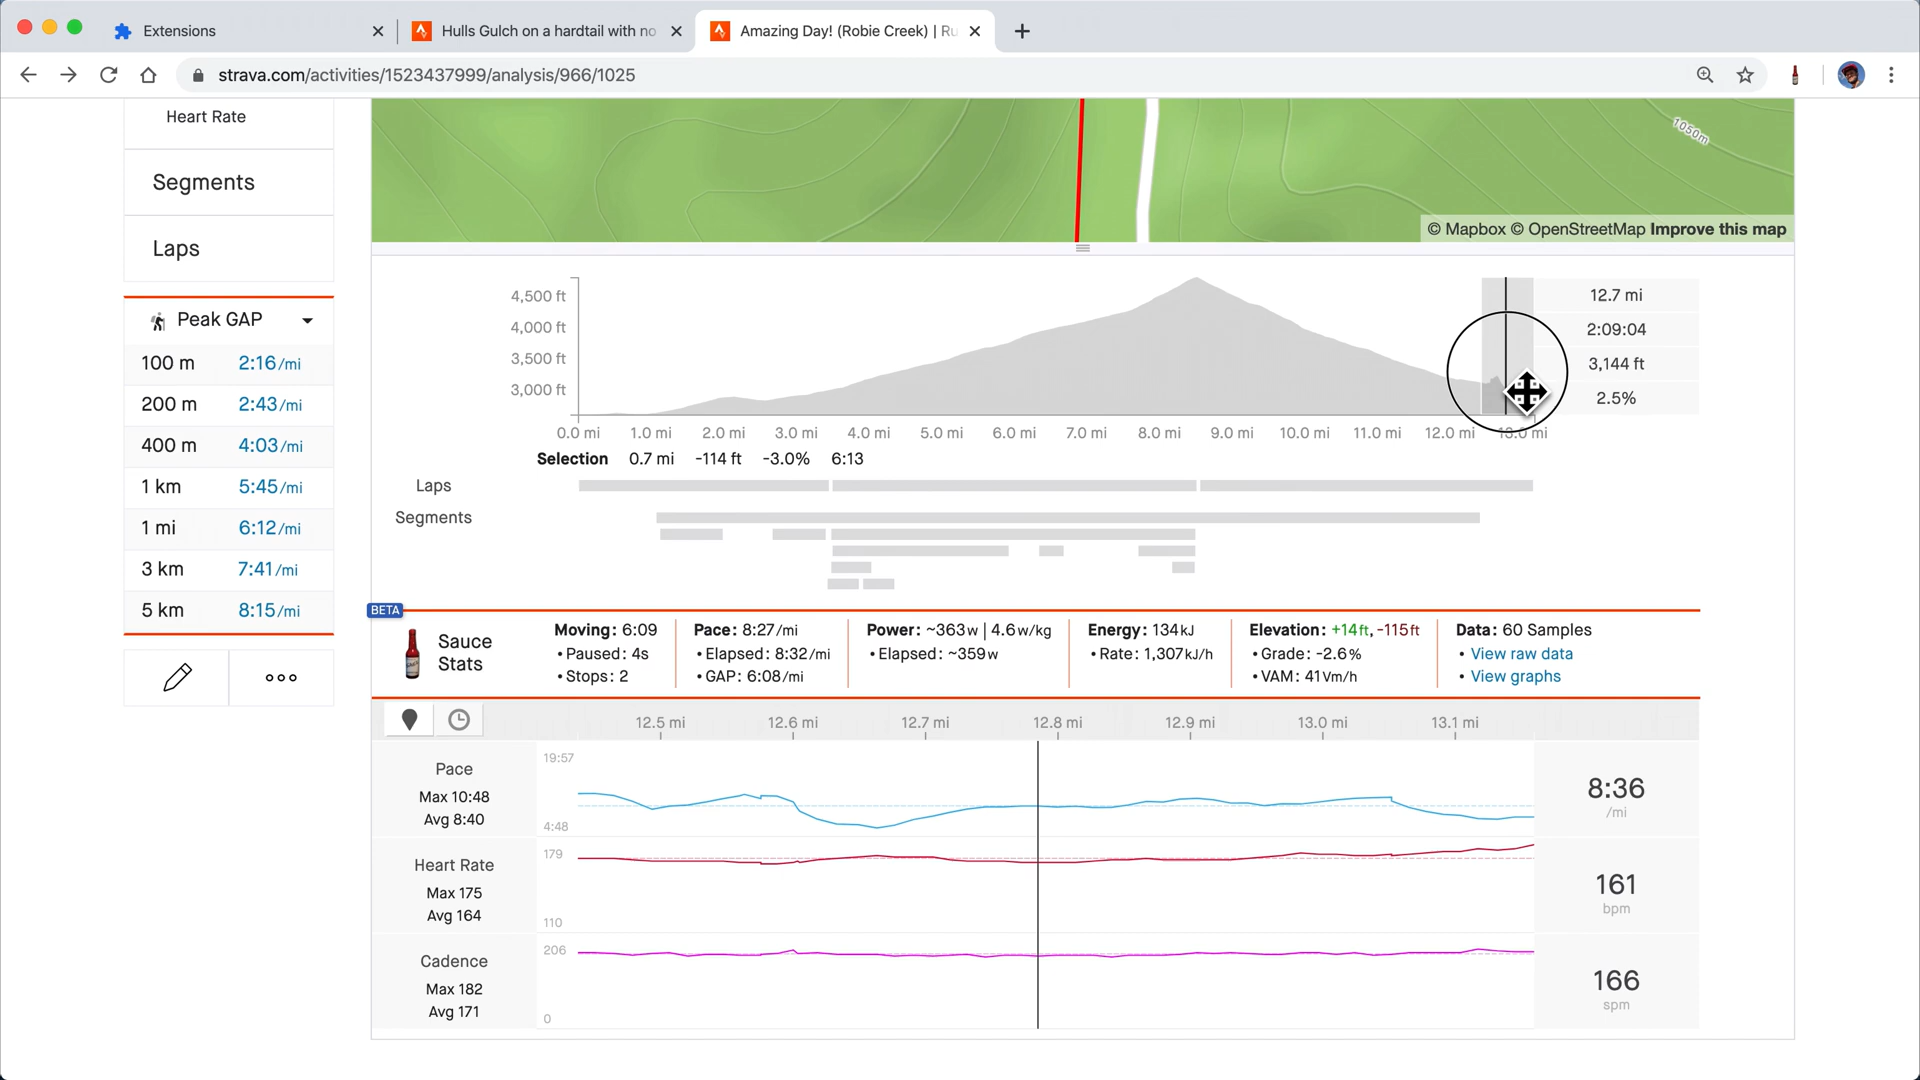 Extensions
Hulls Gulch on a hardtail with no
Amazing Day! (Robie Creek) | Ru
strava.com/activities/1523437999/analysis/966/1025
Heart Rate
Segments
Laps
Peak GAP
100 m 2:16/mi
200 m 2:43/mi
400 m 4:03/mi
1 km 5:45/mi
1 mi 6:12/mi
3 km 7:41/mi
5 km 8:15/mi
1050m
© Mapbox © OpenStreetMap Improve this map
4,500 ft
4,000 ft
3,500 ft
3,000 ft
12.7 mi
2:09:04
3,144 ft
2.5%
0.0 mi 1.0 mi 2.0 mi 3.0 mi 4.0 mi 5.0 mi 6.0 mi 7.0 mi 8.0 mi 9.0 mi 10.0 mi 11.0 mi 12.0 mi 13.0 mi
Selection 0.7 mi -114 ft -3.0% 6:13
Laps
Segments
BETA
Sauce
Stats
Moving: 6:09
• Paused: 4s
• Stops: 2
Pace: 8:27/mi
• Elapsed: 8:32/mi
• GAP: 6:08/mi
Power: ~363w | 4.6w/kg
• Elapsed: ~359w
Energy: 134kJ
• Rate: 1,307kJ/h
Elevation: +14ft, -115ft
• Grade: -2.6%
• VAM: 41Vm/h
Data: 60 Samples
• View raw data
• View graphs
12.5 mi 12.6 mi 12.7 mi 12.8 mi 12.9 mi 13.0 mi 13.1 mi
Pace
Max 10:48
Avg 8:40
19:57
4:48
8:36
/mi
Heart Rate
Max 175
Avg 164
179
110
161
bpm
Cadence
Max 182
Avg 171
206
0
166
spm